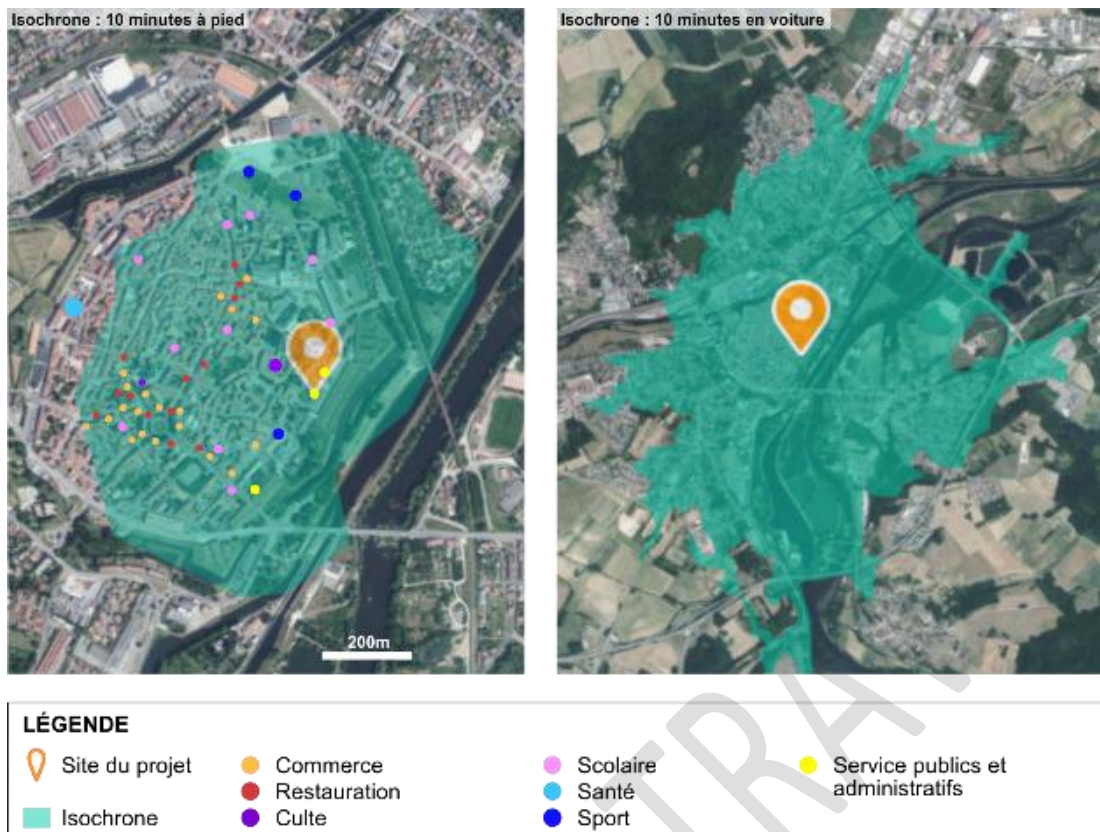 Isochrone : 10 minutes à pied
Isochrone : 10 minutes en voiture
200m
LÉGENDE
Site du projet
Commerce
Scolaire
Service publics et
administratifs
Restauration
Santé
Isochrone
Culte
Sport
TRAV